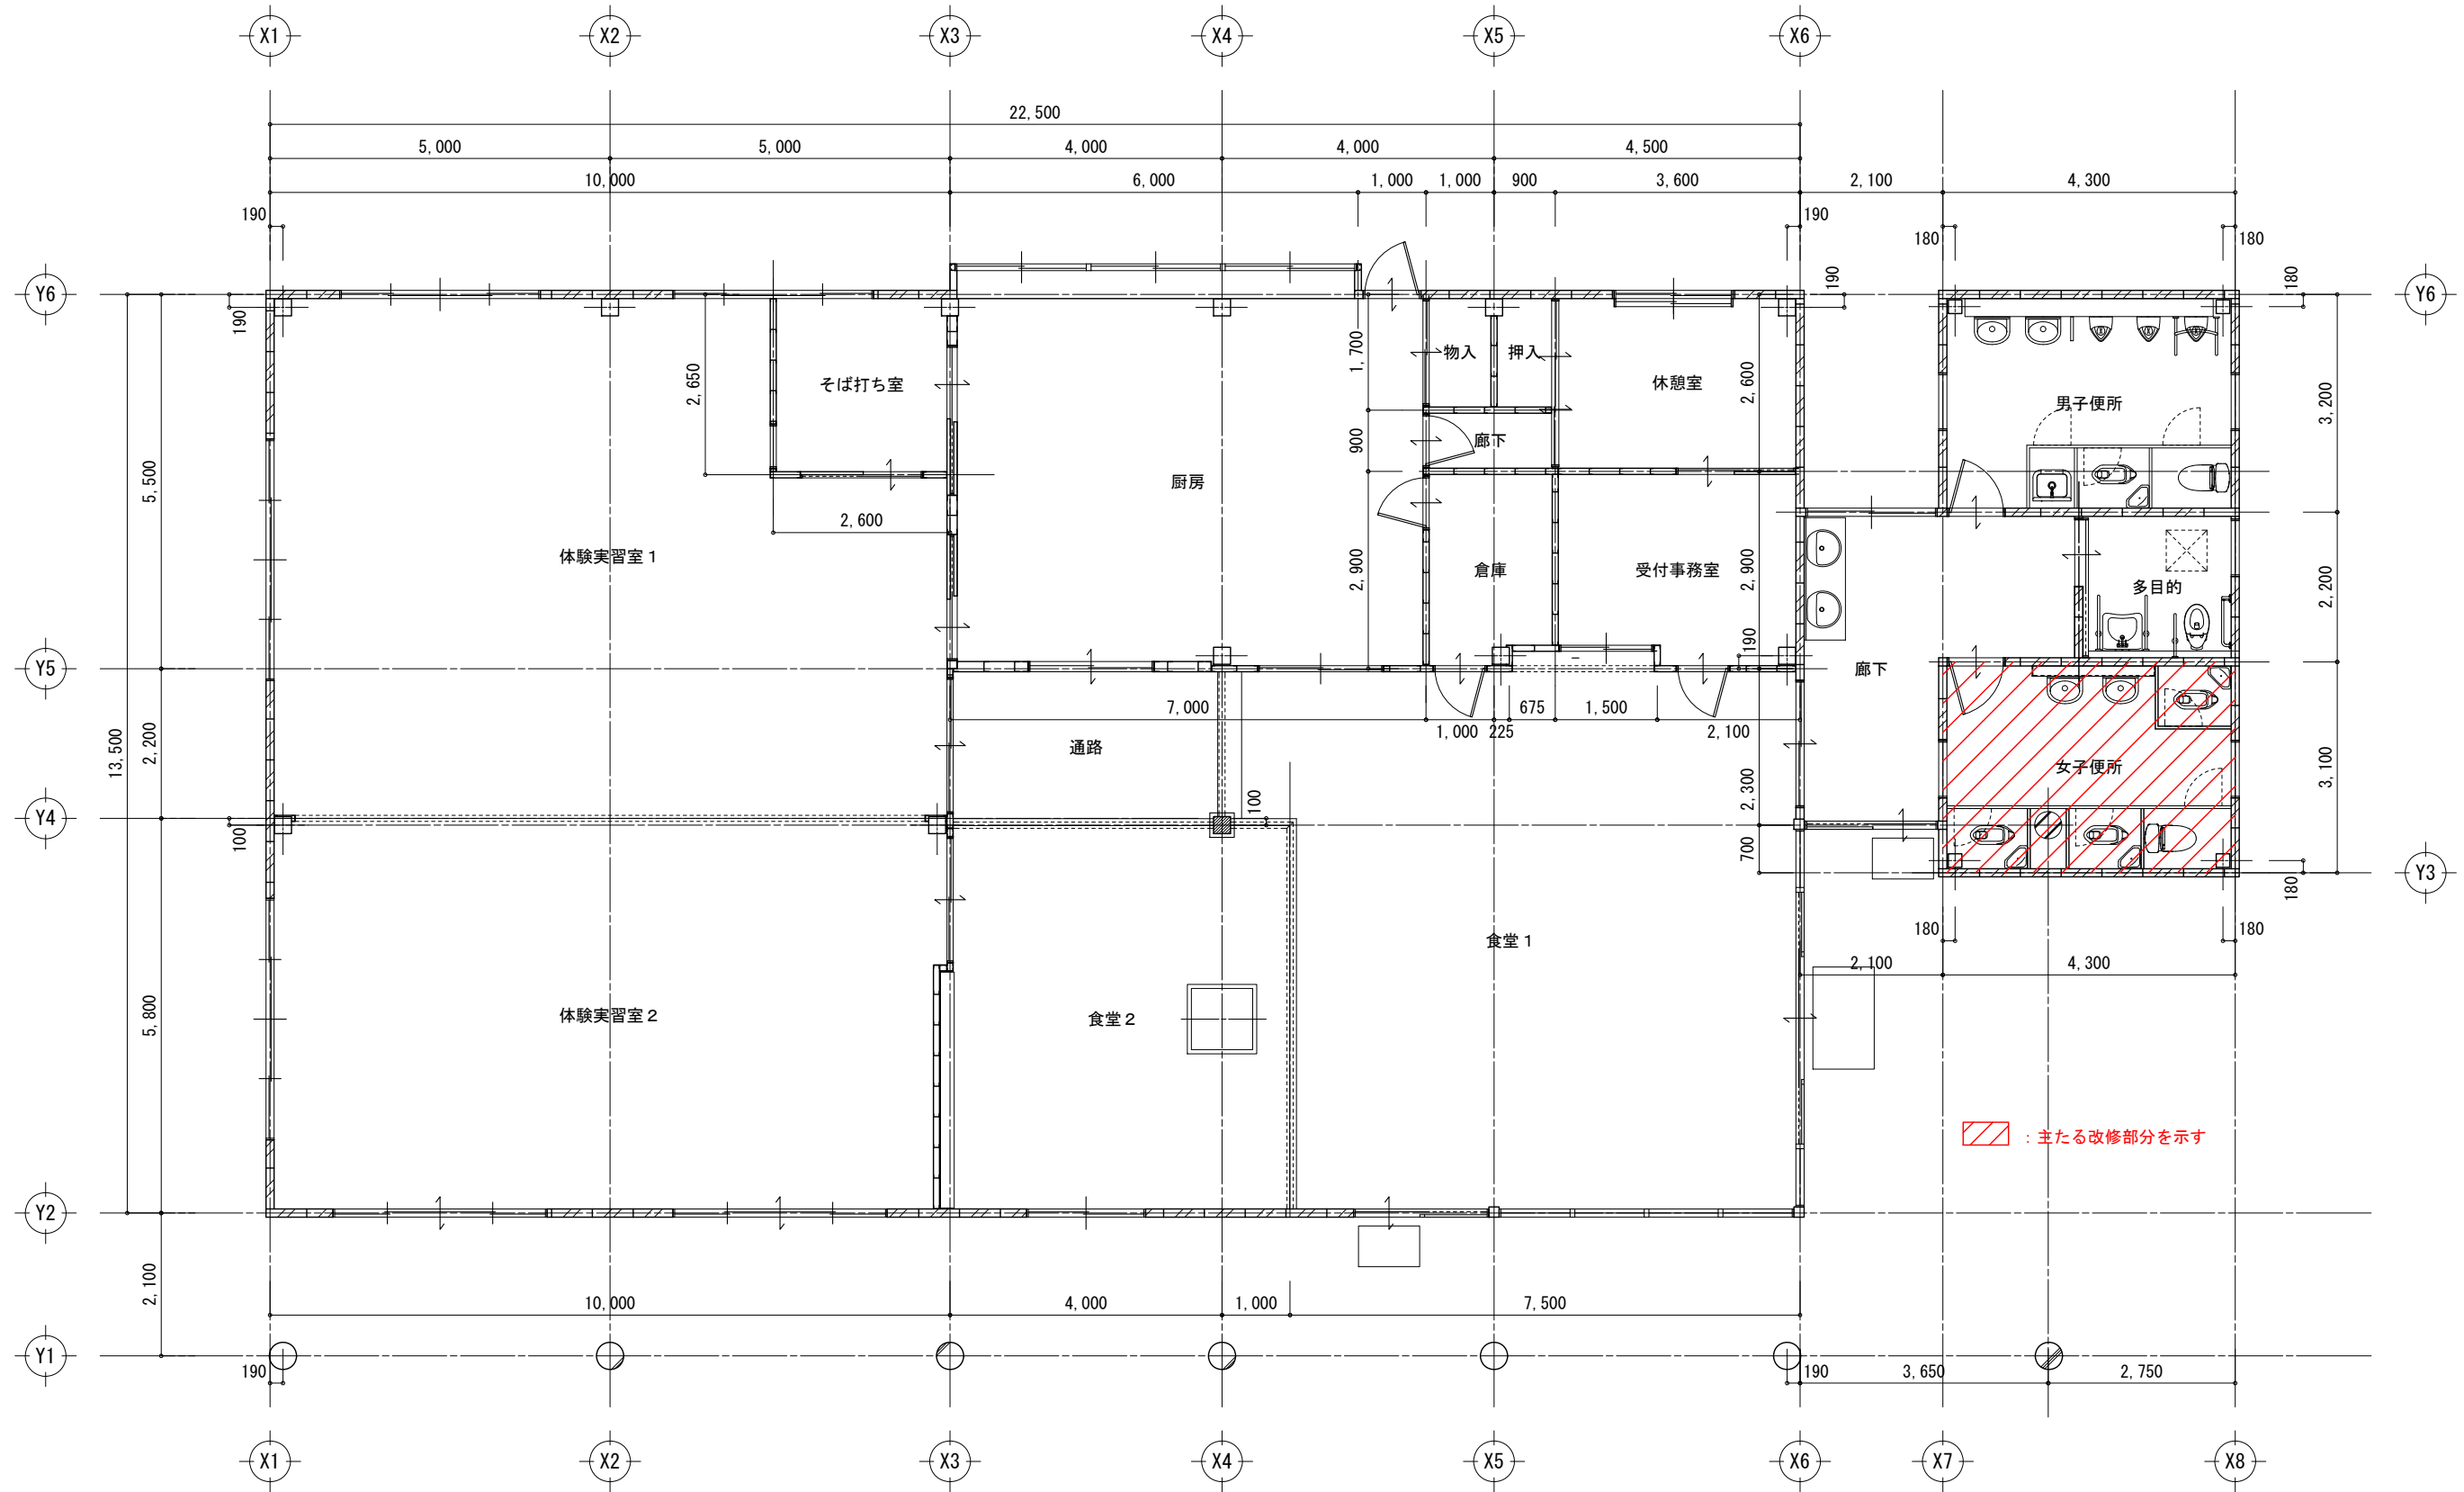 X1 X2 X3 X4 X5 X6
22,500
5,000 5,000 4,000 4,000 4,500
10,000 6,000 1,000 1,000 900 3,600 2,100 4,300
190 190
180 180
Y6 190 180 Y6
190
1,700 物入 押入
2,650 そば打ち室 休憩室 2,600
男子便所 3,200
900 廊下
5,500 厨房
2,600
体験実習室1 2,900 倉庫 受付事務室 2,900 多目的 2,200
190
Y5 廊下
7,000 675 1,500
1,000 225 2,100
13,500 2,200 通路 女子便所 3,100
100 2,300
Y4
100 700
Y3
180
180 180
食堂1
2,100 4,300
5,800 体験実習室2 食堂2
：主たる改修部分を示す
Y2
2,100
10,000 4,000 1,000 7,500
Y1
190 190 3,650 2,750
X1 X2 X3 X4 X5 X6 X7 X8